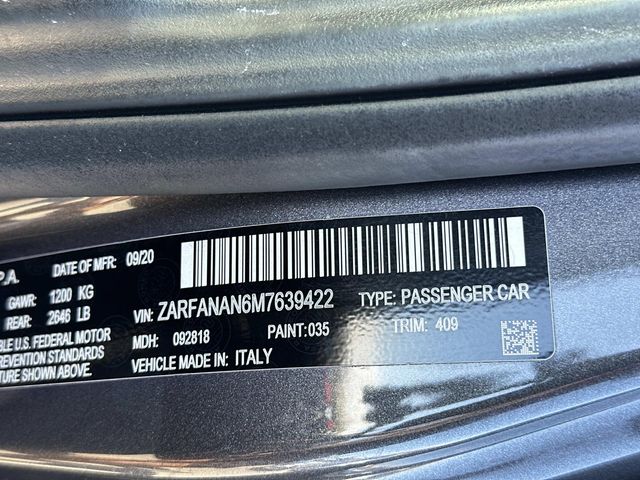 P.A. DATE OF MFR: 09/20
GAWR: 1200 KG
REAR: 2646 LB
VIN: ZARFANAN6M7639422 TYPE: PASSENGER CAR
BLE U.S. FEDERAL MOTOR MDH: 092818 PAINT: 035 TRIM: 409
PREVENTION STANDARDS
TURE SHOWN ABOVE. VEHICLE MADE IN: ITALY